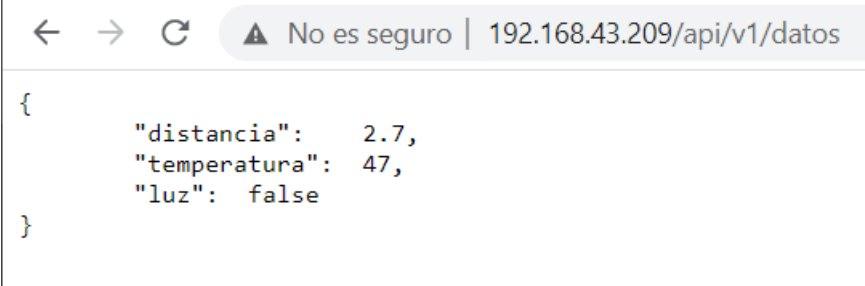 No es seguro | 192.168.43.209/api/v1/datos
{
"distancia": 2.7,
"temperatura": 47,
"luz": false
}